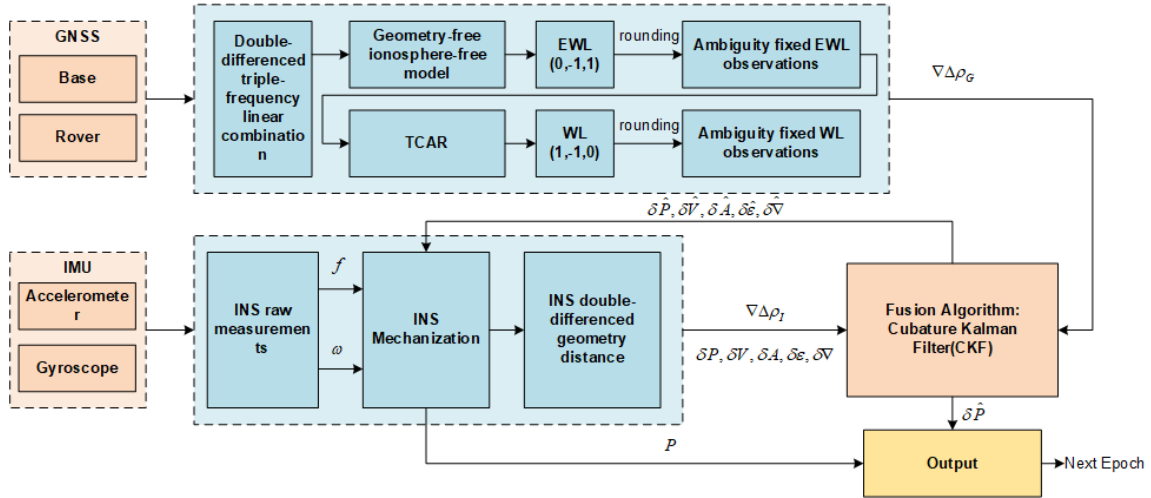 GNSS
Base
Rover
Double-
differenced
triple-
frequency
linear
combinatio
n
Geometry-free
ionosphere-free
model
EWL
(0,-1,1)
rounding
Ambiguity fixed EWL
observations
TCAR
WL
(1,-1,0)
rounding
Ambiguity fixed WL
observations
∇Δρ_G
δP̂, δV̂, δÂ, δε̂, δ∇̂
IMU
Acceleromete
r
Gyroscope
INS raw
measuremen
ts
f
ω
INS
Mechanization
INS double-
differenced
geometry
distance
∇Δρ_I
δP, δV, δA, δε, δ∇
Fusion Algorithm:
Cubature Kalman
Filter(CKF)
δP̂
P
Output
Next Epoch